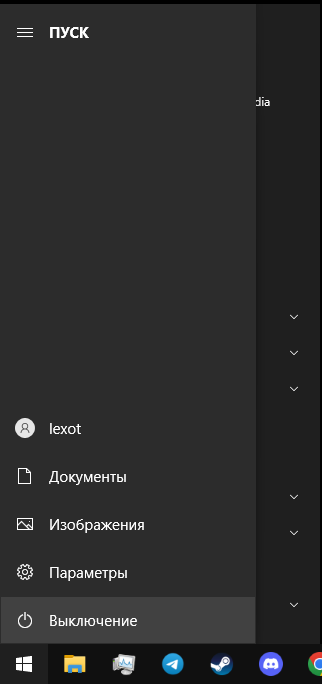 ПУСК
dia
lexot
Документы
Изображения
Параметры
Выключение